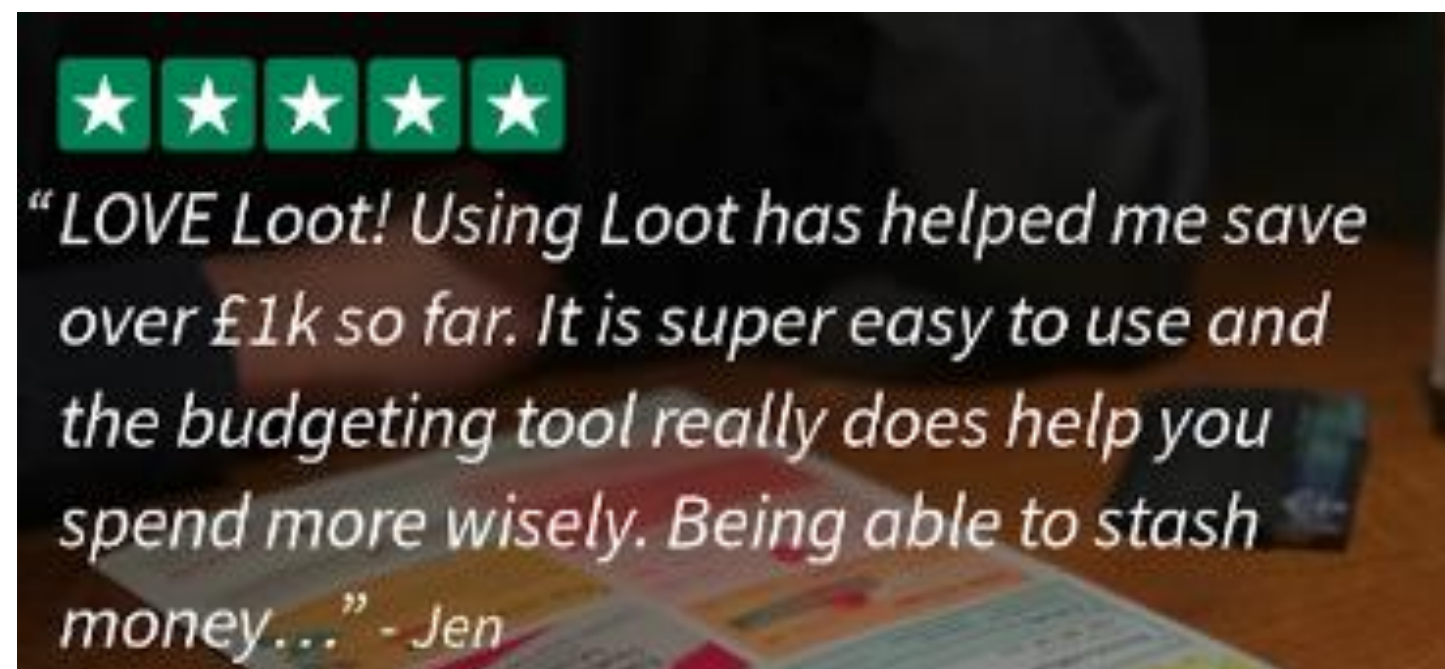 “LOVE Loot! Using Loot has helped me save
over £1k so far. It is super easy to use and
the budgeting tool really does help you
spend more wisely. Being able to stash
money...” - Jen